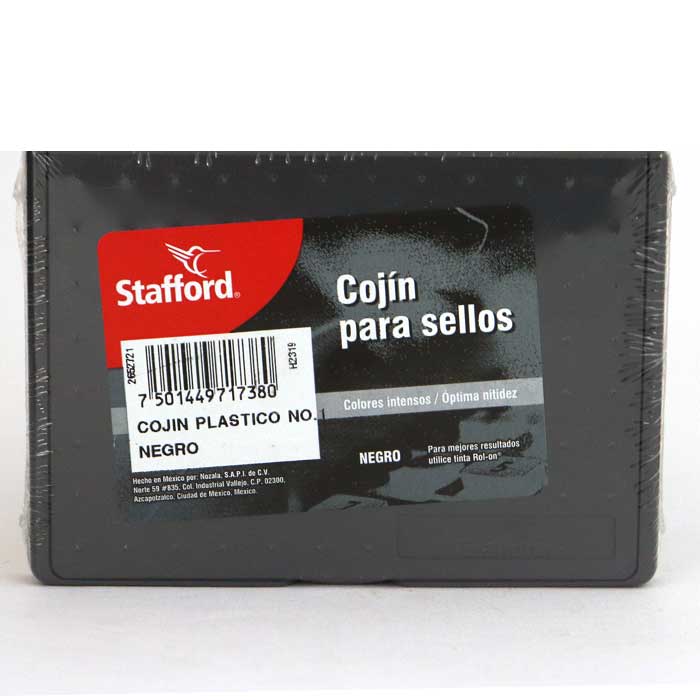 Stafford®
Cojín
para sellos
2652721
H2319
7 501449 717380
COJIN PLASTICO NO.
NEGRO
Colores intensos / Óptima nitidez
NEGRO
Para mejores resultados
utilice tinta Rol-on®
Hecho en México por: Nozala, S.A.P.I. de C.V.
Norte 59 #835, Col. Industrial Vallejo, C.P. 02300,
Azcapotzalco, Ciudad de México, México.